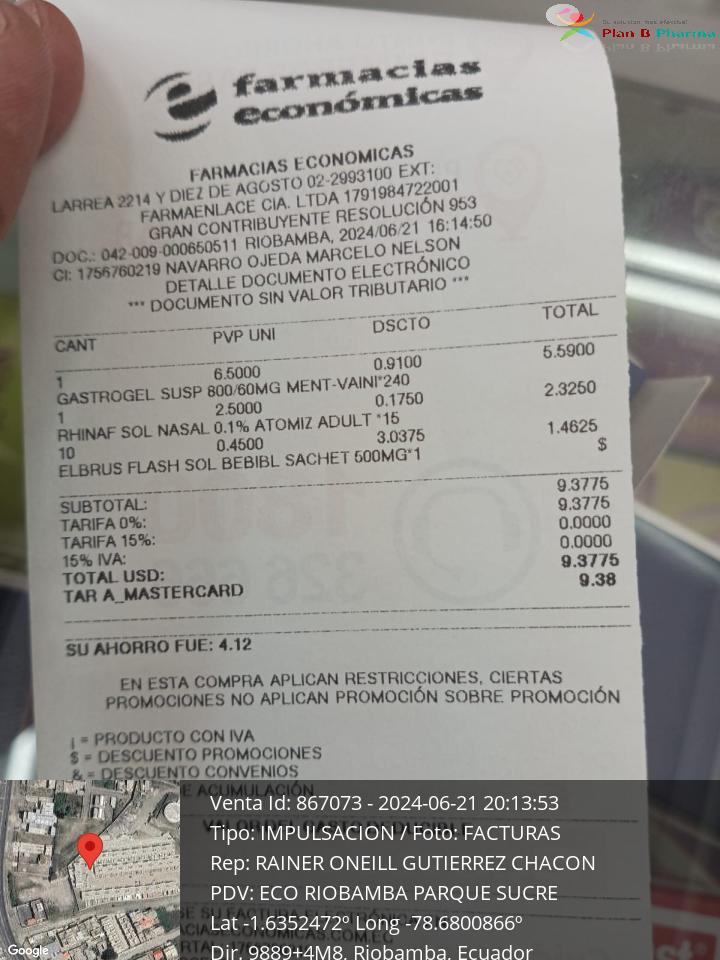 Su solución más efectiva!
Plan B Pharma
farmacias
económicas
FARMACIAS ECONOMICAS
LARREA 2214 Y DIEZ DE AGOSTO 02-2993100 EXT:
FARMAENLACE CIA. LTDA 1791984722001
GRAN CONTRIBUYENTE RESOLUCIÓN 953
DOC.: 042-009-000650511 RIOBAMBA, 2024/06/21 16:14:50
CI: 1756760219 NAVARRO OJEDA MARCELO NELSON
DETALLE DOCUMENTO ELECTRÓNICO
*** DOCUMENTO SIN VALOR TRIBUTARIO ***
CANT PVP UNI DSCTO TOTAL
1 6.5000 0.9100 5.5900
GASTROGEL SUSP 800/60MG MENT-VAINI*240
1 2.5000 0.1750 2.3250
RHINAF SOL NASAL 0.1% ATOMIZ ADULT *15
10 0.4500 3.0375 1.4625
ELBRUS FLASH SOL BEBIBL SACHET 500MG*1 $
SUBTOTAL: 9.3775
TARIFA 0%: 9.3775
TARIFA 15%: 0.0000
15% IVA: 0.0000
TOTAL USD: 9.3775
TAR A_MASTERCARD 9.38
SU AHORRO FUE: 4.12
EN ESTA COMPRA APLICAN RESTRICCIONES, CIERTAS
PROMOCIONES NO APLICAN PROMOCIÓN SOBRE PROMOCIÓN
| = PRODUCTO CON IVA
$ = DESCUENTO PROMOCIONES
& = DESCUENTO CONVENIOS
ACUMULACIÓN
Venta Id: 867073 - 2024-06-21 20:13:53
Tipo: IMPULSACION - Foto: FACTURAS
Rep: RAINER ONEILL GUTIERREZ CHACON
PDV: ECO RIOBAMBA PARQUE SUCRE
Lat -1.6352472º Long -78.6800866º
Dir. 9889+4M8, Riobamba, Ecuador
Google